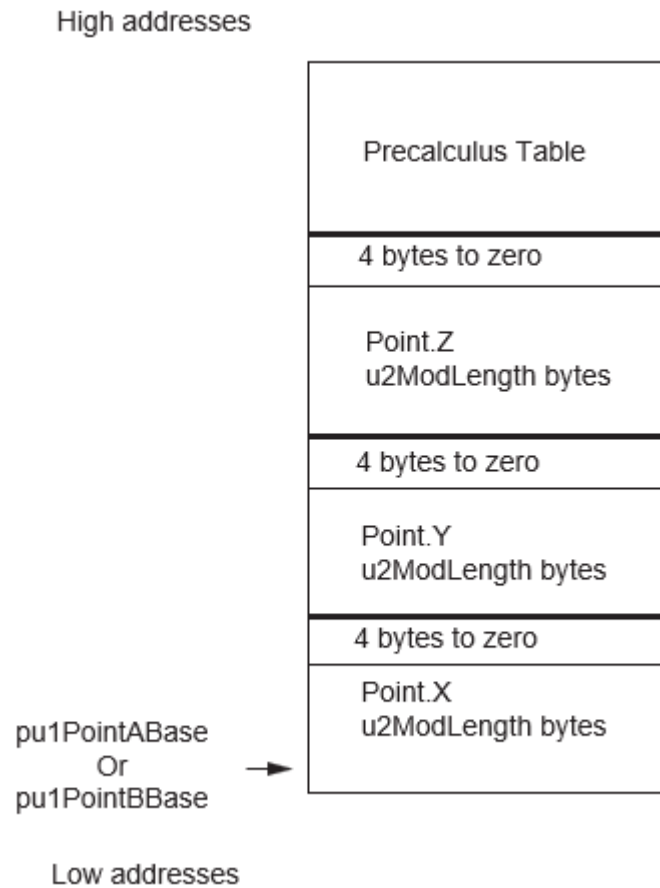 High addresses
Precalculus Table
4 bytes to zero
Point.Z
u2ModLength bytes
4 bytes to zero
Point.Y
u2ModLength bytes
4 bytes to zero
Point.X
u2ModLength bytes
pu1PointABase
Or
pu1PointBBase
Low addresses